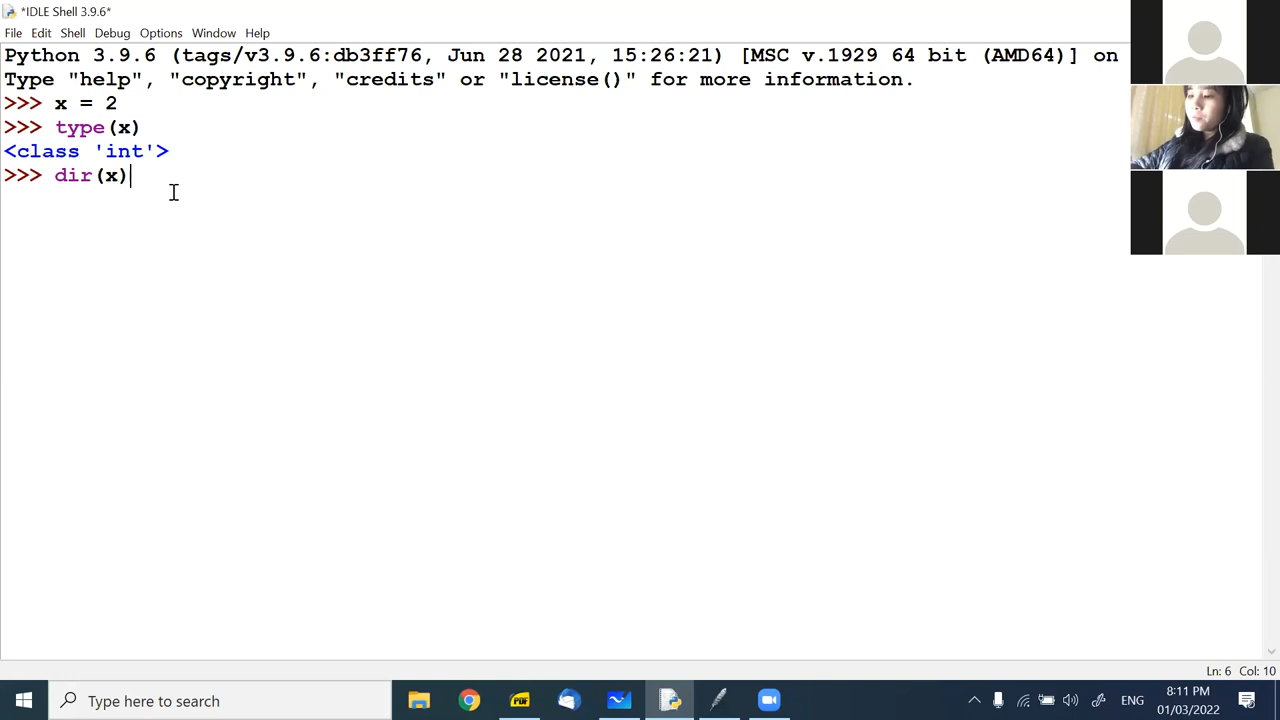 *IDLE Shell 3.9.6*
File Edit Shell Debug Options Window Help
Python 3.9.6 (tags/v3.9.6:db3ff76, Jun 28 2021, 15:26:21) [MSC v.1929 64 bit (AMD64)] on
Type "help", "copyright", "credits" or "license()" for more information.
>>> x = 2
>>> type(x)
<class 'int'>
>>> dir(x)
Ln: 6 Col: 10
Type here to search
PDF
ENG
8:11 PM
01/03/2022